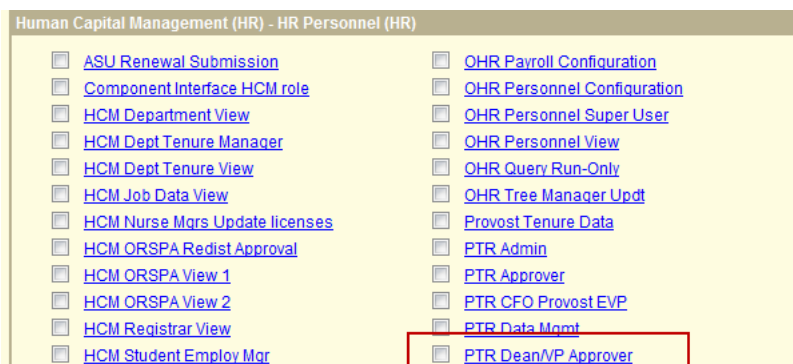 Human Capital Management (HR) - HR Personnel (HR)
ASU Renewal Submission
Component Interface HCM role
HCM Department View
HCM Dept Tenure Manager
HCM Dept Tenure View
HCM Job Data View
HCM Nurse Mgrs Update licenses
HCM ORSPA Redist Approval
HCM ORSPA View 1
HCM ORSPA View 2
HCM Registrar View
HCM Student Employ Mgr
OHR Payroll Configuration
OHR Personnel Configuration
OHR Personnel Super User
OHR Personnel View
OHR Query Run-Only
OHR Tree Manager Updt
Provost Tenure Data
PTR Admin
PTR Approver
PTR CFO Provost EVP
PTR Data Mgmt
PTR Dean/VP Approver